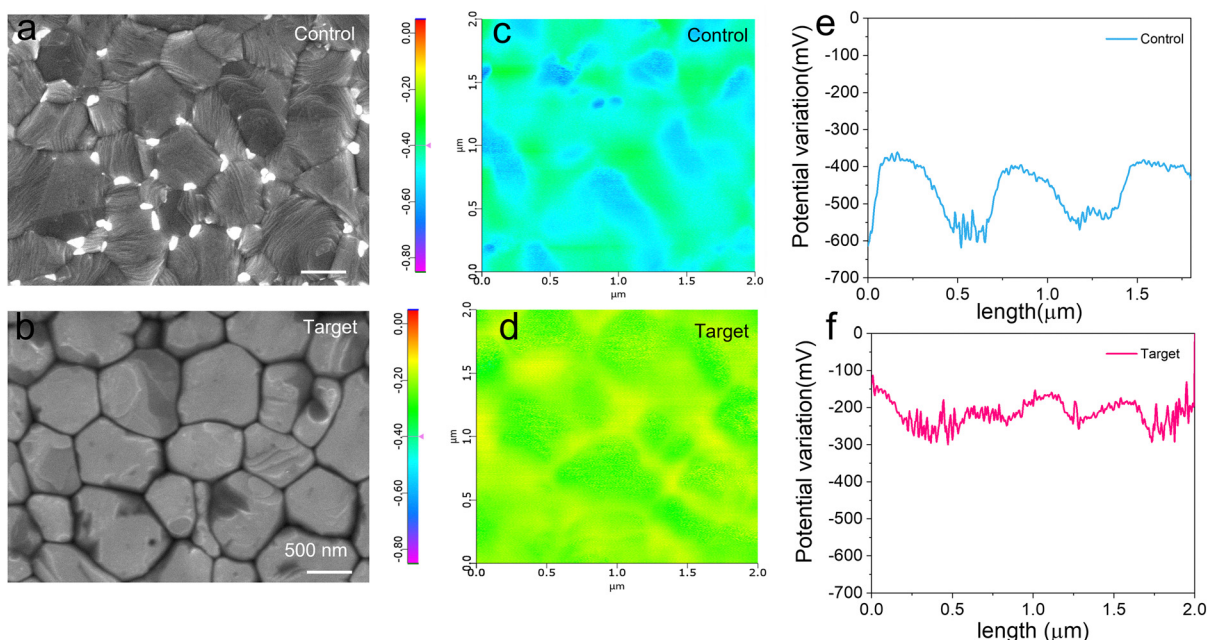 a
Control
0.00
-0.20
-0.40
-0.60
-0.80
c
Control
2.0
1.5
1.0
0.5
0.0
μm
0.5
1.0
1.5
2.0
μm
e
Control
Potential variation(mV)
0
-100
-200
-300
-400
-500
-600
-700
0.0
0.5
1.0
1.5
length(μm)
b
Target
500 nm
0.00
-0.20
-0.40
-0.60
-0.80
d
Target
2.0
1.5
1.0
0.5
0.0
μm
0.0
0.5
1.0
1.5
2.0
μm
f
Target
Potential variation(mV)
0
-100
-200
-300
-400
-500
-600
-700
0.0
0.5
1.0
1.5
2.0
length (μm)